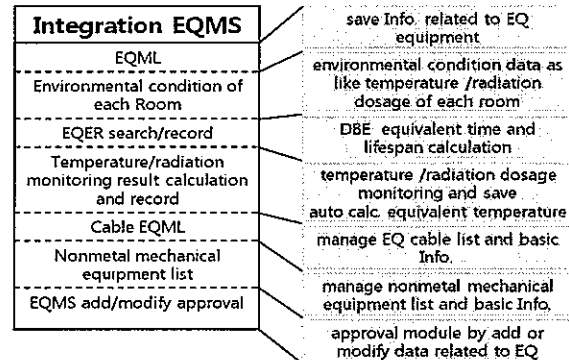 Integration EQMS
EQML
Environmental condition of
each Room
EQER search/record
Temperature/radiation
monitoring result calculation
and record
Cable EQML
Nonmetal mechanical
equipment list
EQMS add/modify approval
save Info. related to EQ
equipment
environmental condition data as
like temperature /radiation
dosage of each room
DBE equivalent time and
lifespan calculation
temperature /radiation dosage
monitoring and save
auto calc. equivalent temperature
manage EQ cable list and basic
Info.
manage nonmetal mechanical
equipment list and basic Info.
approval module by add or
modify data related to EQ